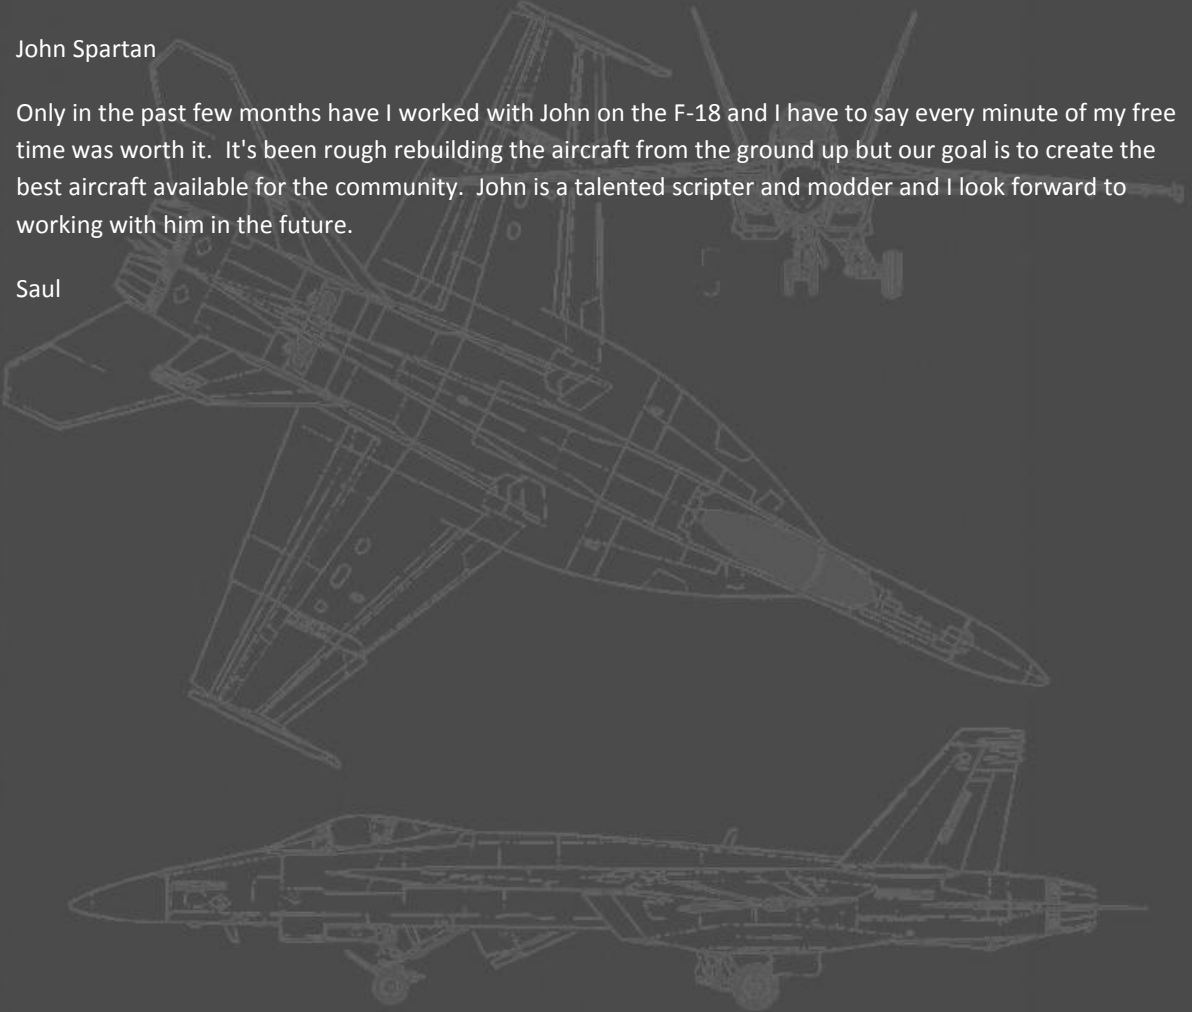 John Spartan
Only in the past few months have I worked with John on the F-18 and I have to say every minute of my free
time was worth it.  It's been rough rebuilding the aircraft from the ground up but our goal is to create the
best aircraft available for the community.  John is a talented scripter and modder and I look forward to
working with him in the future.
Saul